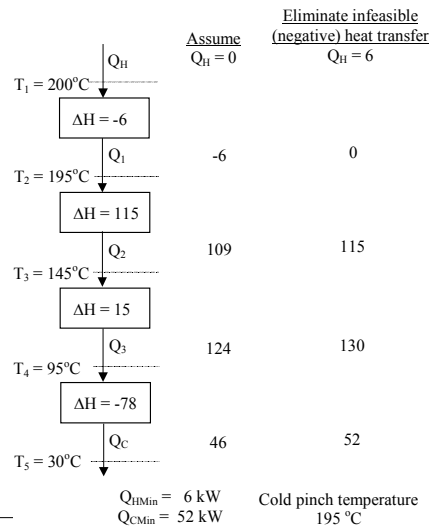 Assume
Q_H = 0
Eliminate infeasible
(negative) heat transfer
Q_H = 6
Q_H
T_1 = 200°C
ΔH = -6
Q_1
-6
0
T_2 = 195°C
ΔH = 115
Q_2
109
115
T_3 = 145°C
ΔH = 15
Q_3
124
130
T_4 = 95°C
ΔH = -78
Q_C
46
52
T_5 = 30°C
Q_HMin = 6 kW
Q_CMin = 52 kW
Cold pinch temperature
195 °C